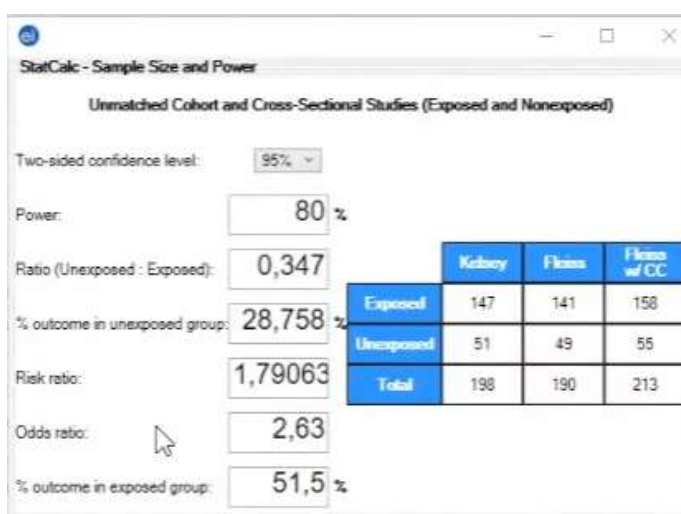 StatCalc - Sample Size and Power
Unmatched Cohort and Cross-Sectional Studies (Exposed and Nonexposed)
Two-sided confidence level: 95%
Power: 80 %
Ratio (Unexposed : Exposed): 0,347
% outcome in unexposed group: 28,758 %
Risk ratio: 1,79063
Odds ratio: 2,63
% outcome in exposed group: 51,5 %
Kelsey Fleiss Fleiss w/ CC
Exposed 147 141 158
Unexposed 51 49 55
Total 198 190 213